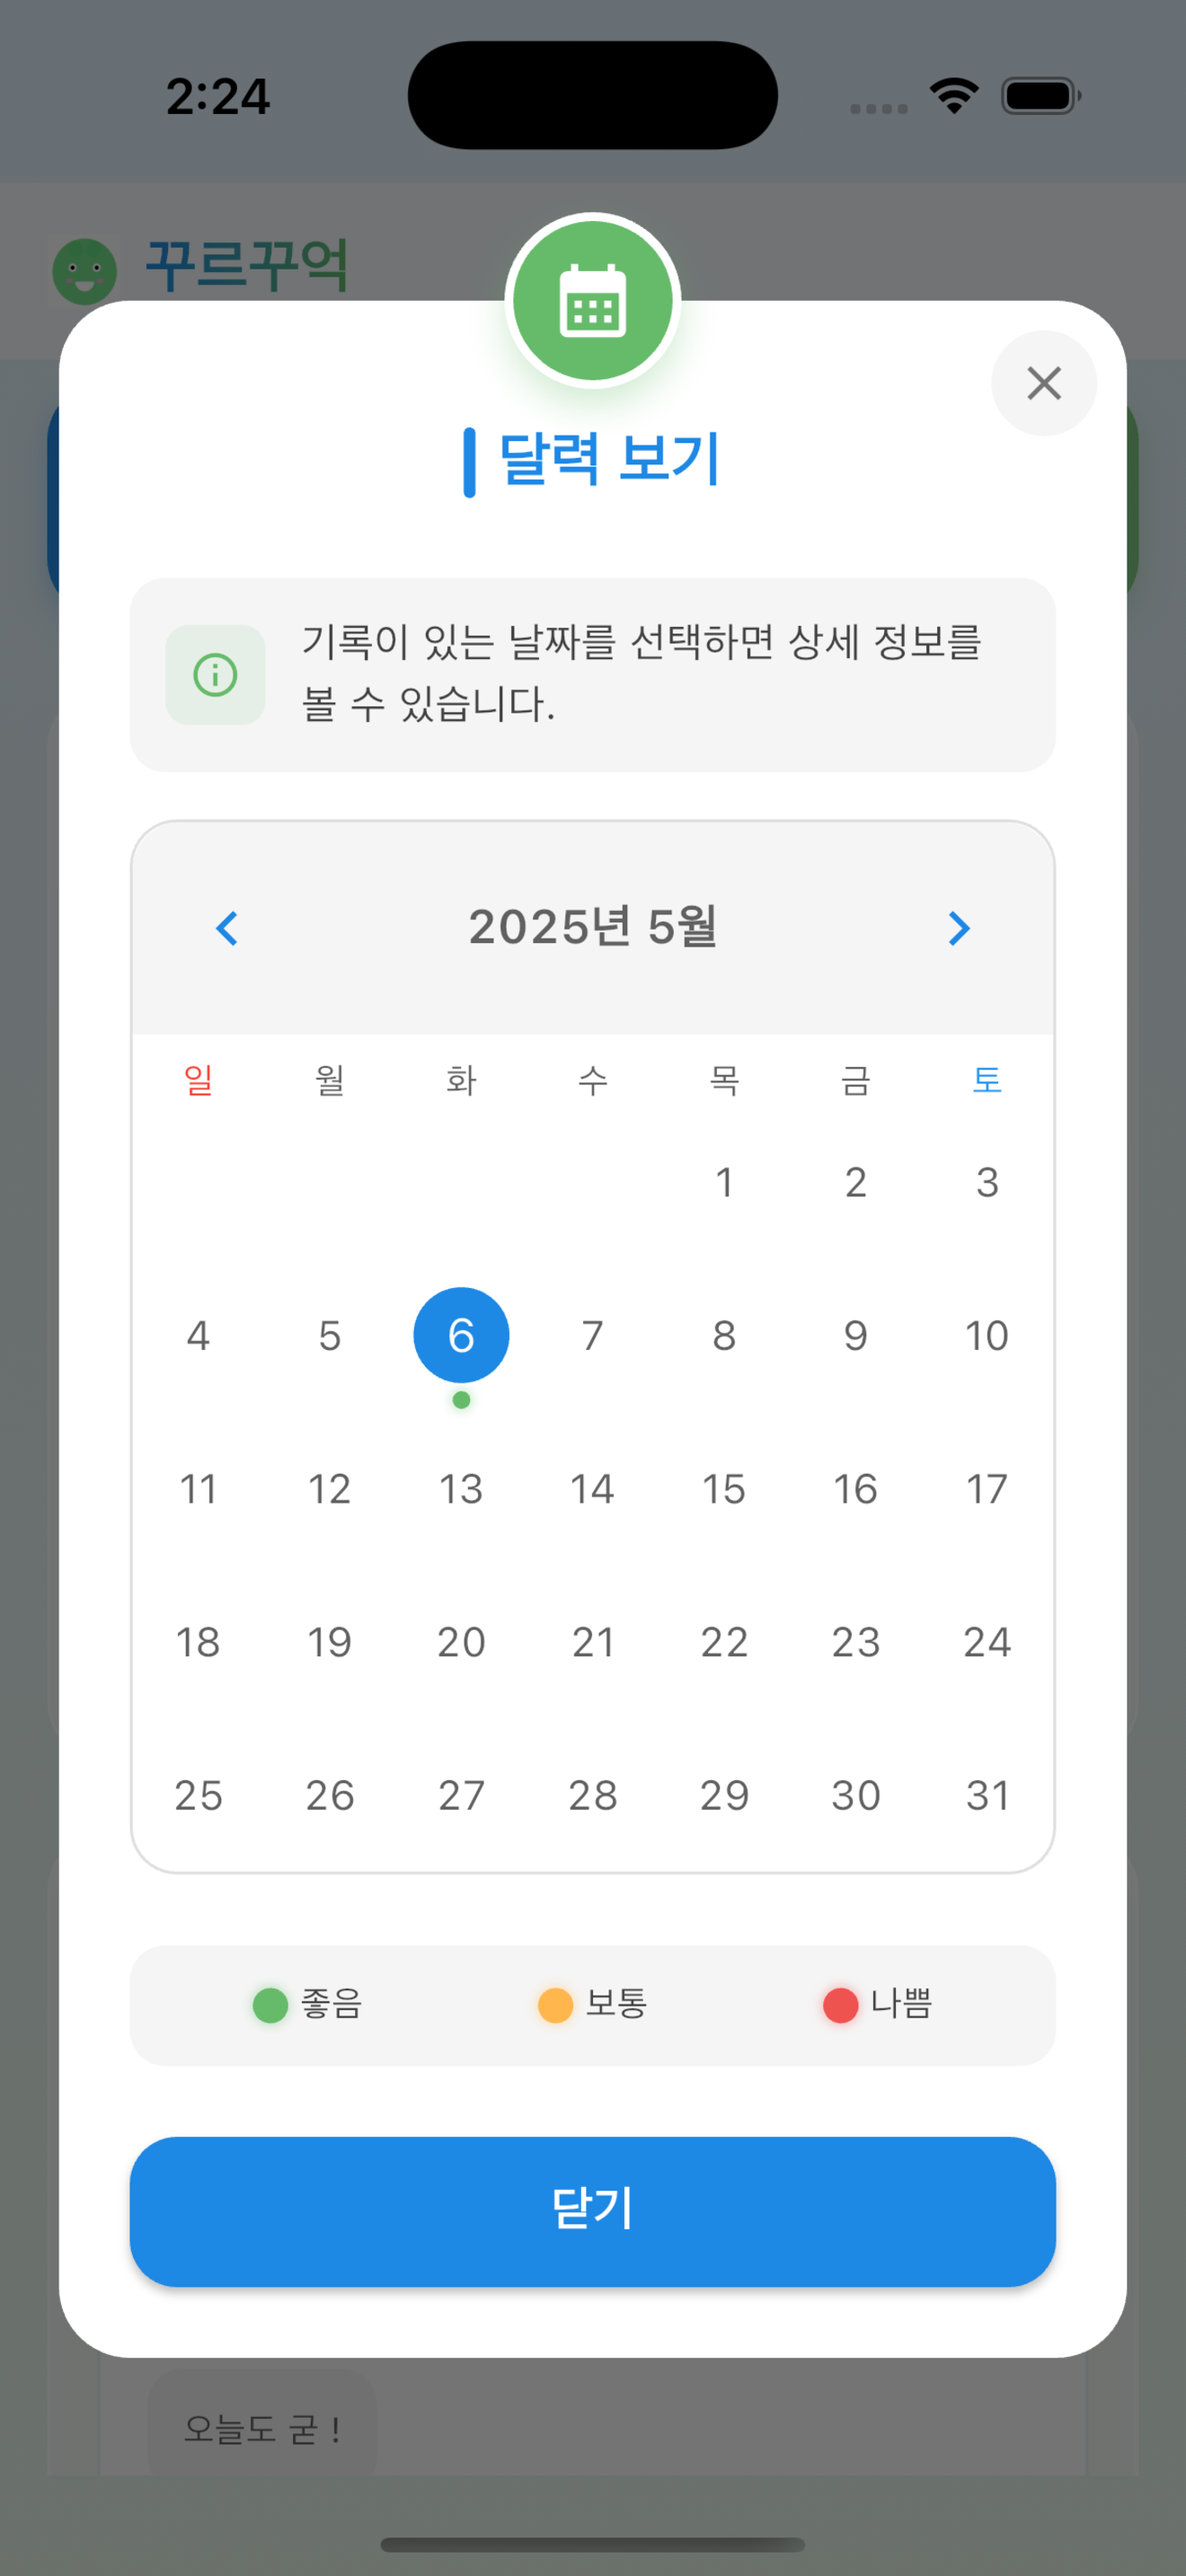 2:24
꾸르꾸억
달력 보기
기록이 있는 날짜를 선택하면 상세 정보를
볼 수 있습니다.
2025년 5월
일 월 화 수 목 금 토
1 2 3
4 5 6 7 8 9 10
11 12 13 14 15 16 17
18 19 20 21 22 23 24
25 26 27 28 29 30 31
좋음 보통 나쁨
닫기
오늘도 굳 !